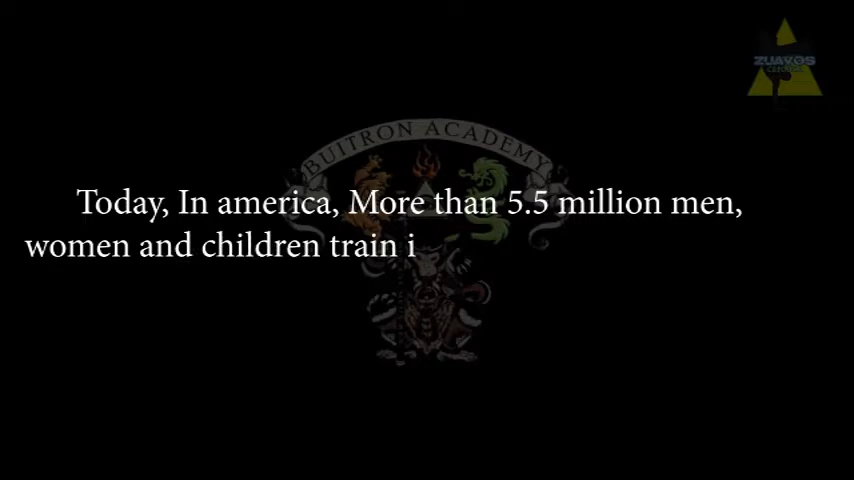 ZUAVOS
BUITRON ACADEMY
Today, In america, More than 5.5 million men,
women and children train i